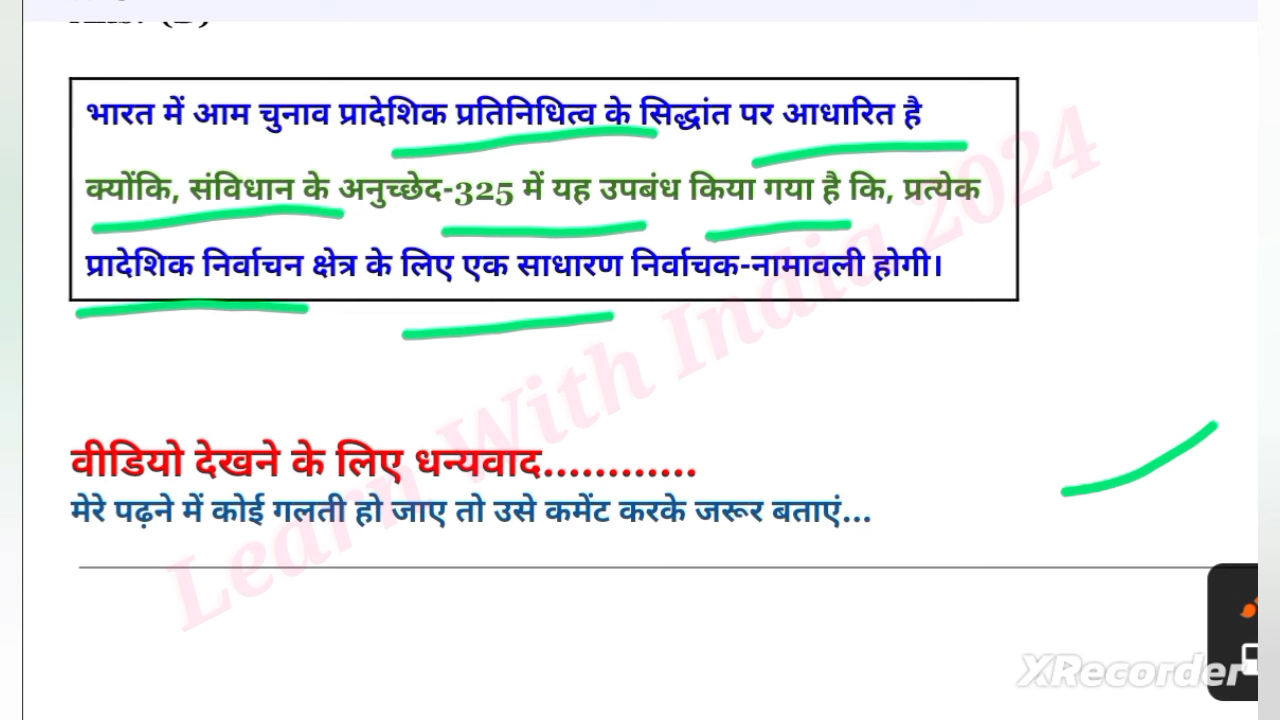 भारत में आम चुनाव प्रादेशिक प्रतिनिधित्व के सिद्धांत पर आधारित है
क्योंकि, संविधान के अनुच्छेद-325 में यह उपबंध किया गया है कि, प्रत्येक
प्रादेशिक निर्वाचन क्षेत्र के लिए एक साधारण निर्वाचक-नामावली होगी।
Learn With India 2024
वीडियो देखने के लिए धन्यवाद............
मेरे पढ़ने में कोई गलती हो जाए तो उसे कमेंट करके जरूर बताएं...
XRecorder